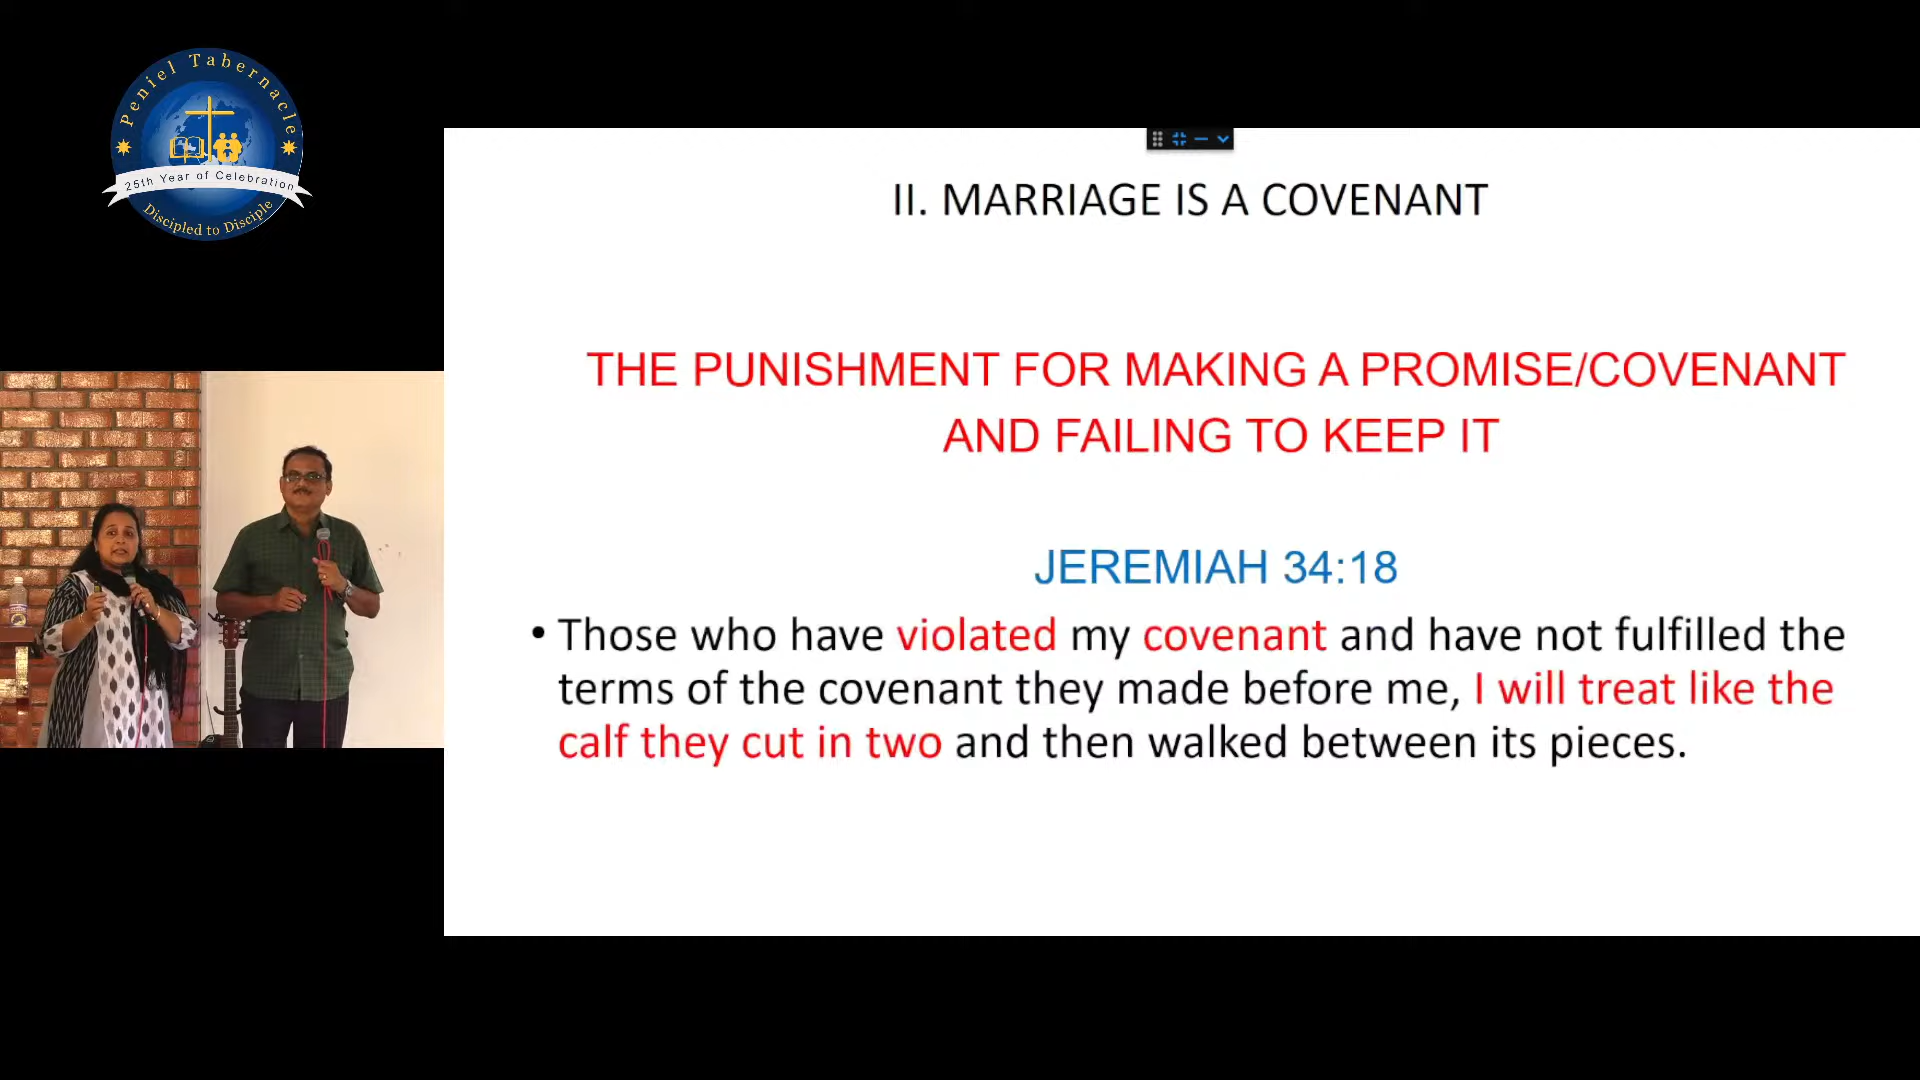 Peniel Tabernacle
25th Year of Celebration
Discipled to Disciple
II. MARRIAGE IS A COVENANT
THE PUNISHMENT FOR MAKING A PROMISE/COVENANT
AND FAILING TO KEEP IT
JEREMIAH 34:18
• Those who have violated my covenant and have not fulfilled the
terms of the covenant they made before me, I will treat like the
calf they cut in two and then walked between its pieces.